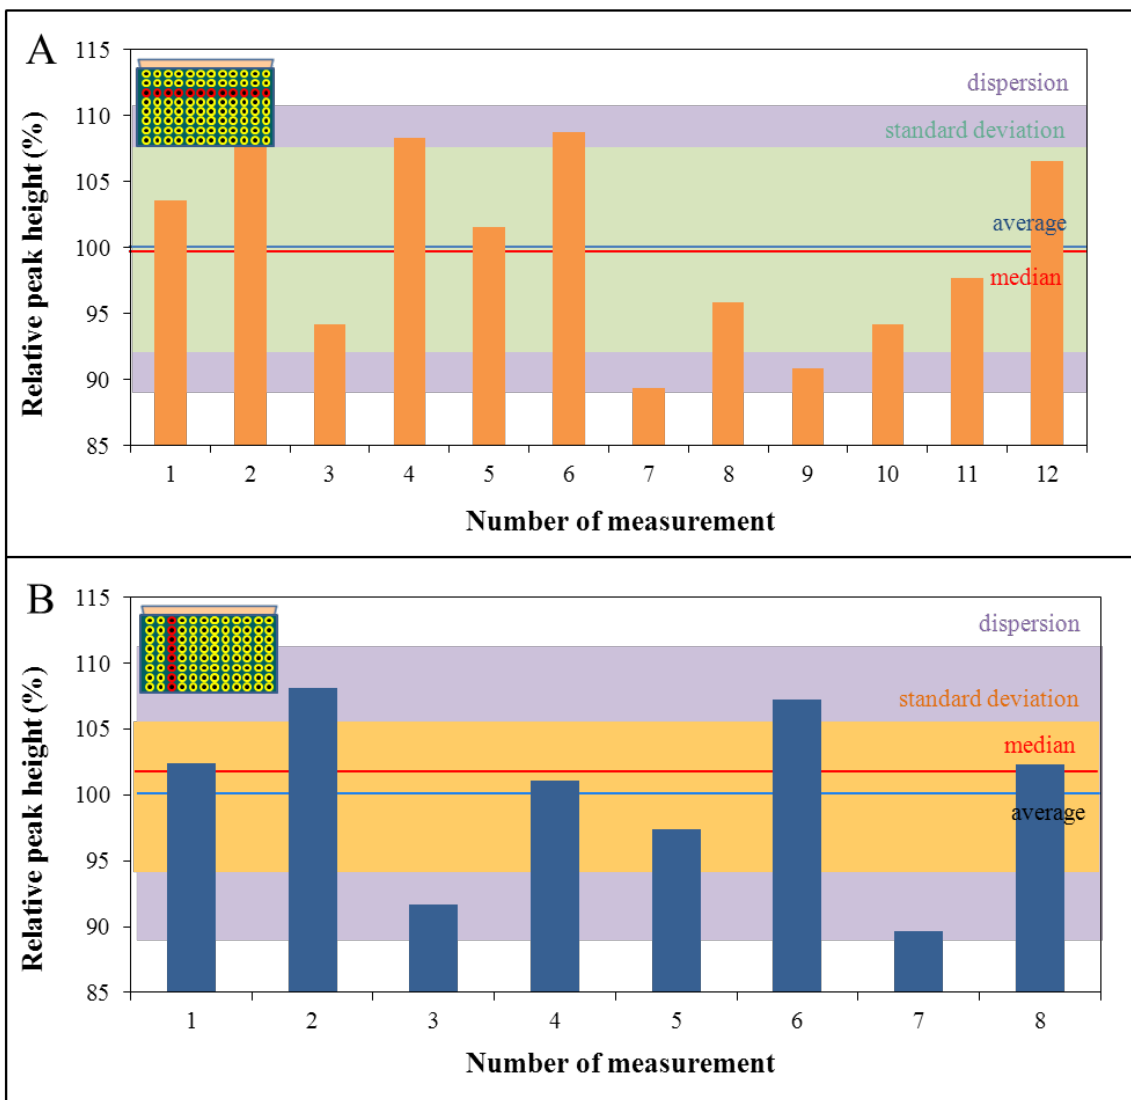 A
115
110
105
100
95
90
85
Relative peak height (%)
dispersion
standard deviation
average
median
1 2 3 4 5 6 7 8 9 10 11 12
Number of measurement
B
115
110
105
100
95
90
85
Relative peak height (%)
dispersion
standard deviation
median
average
1 2 3 4 5 6 7 8
Number of measurement